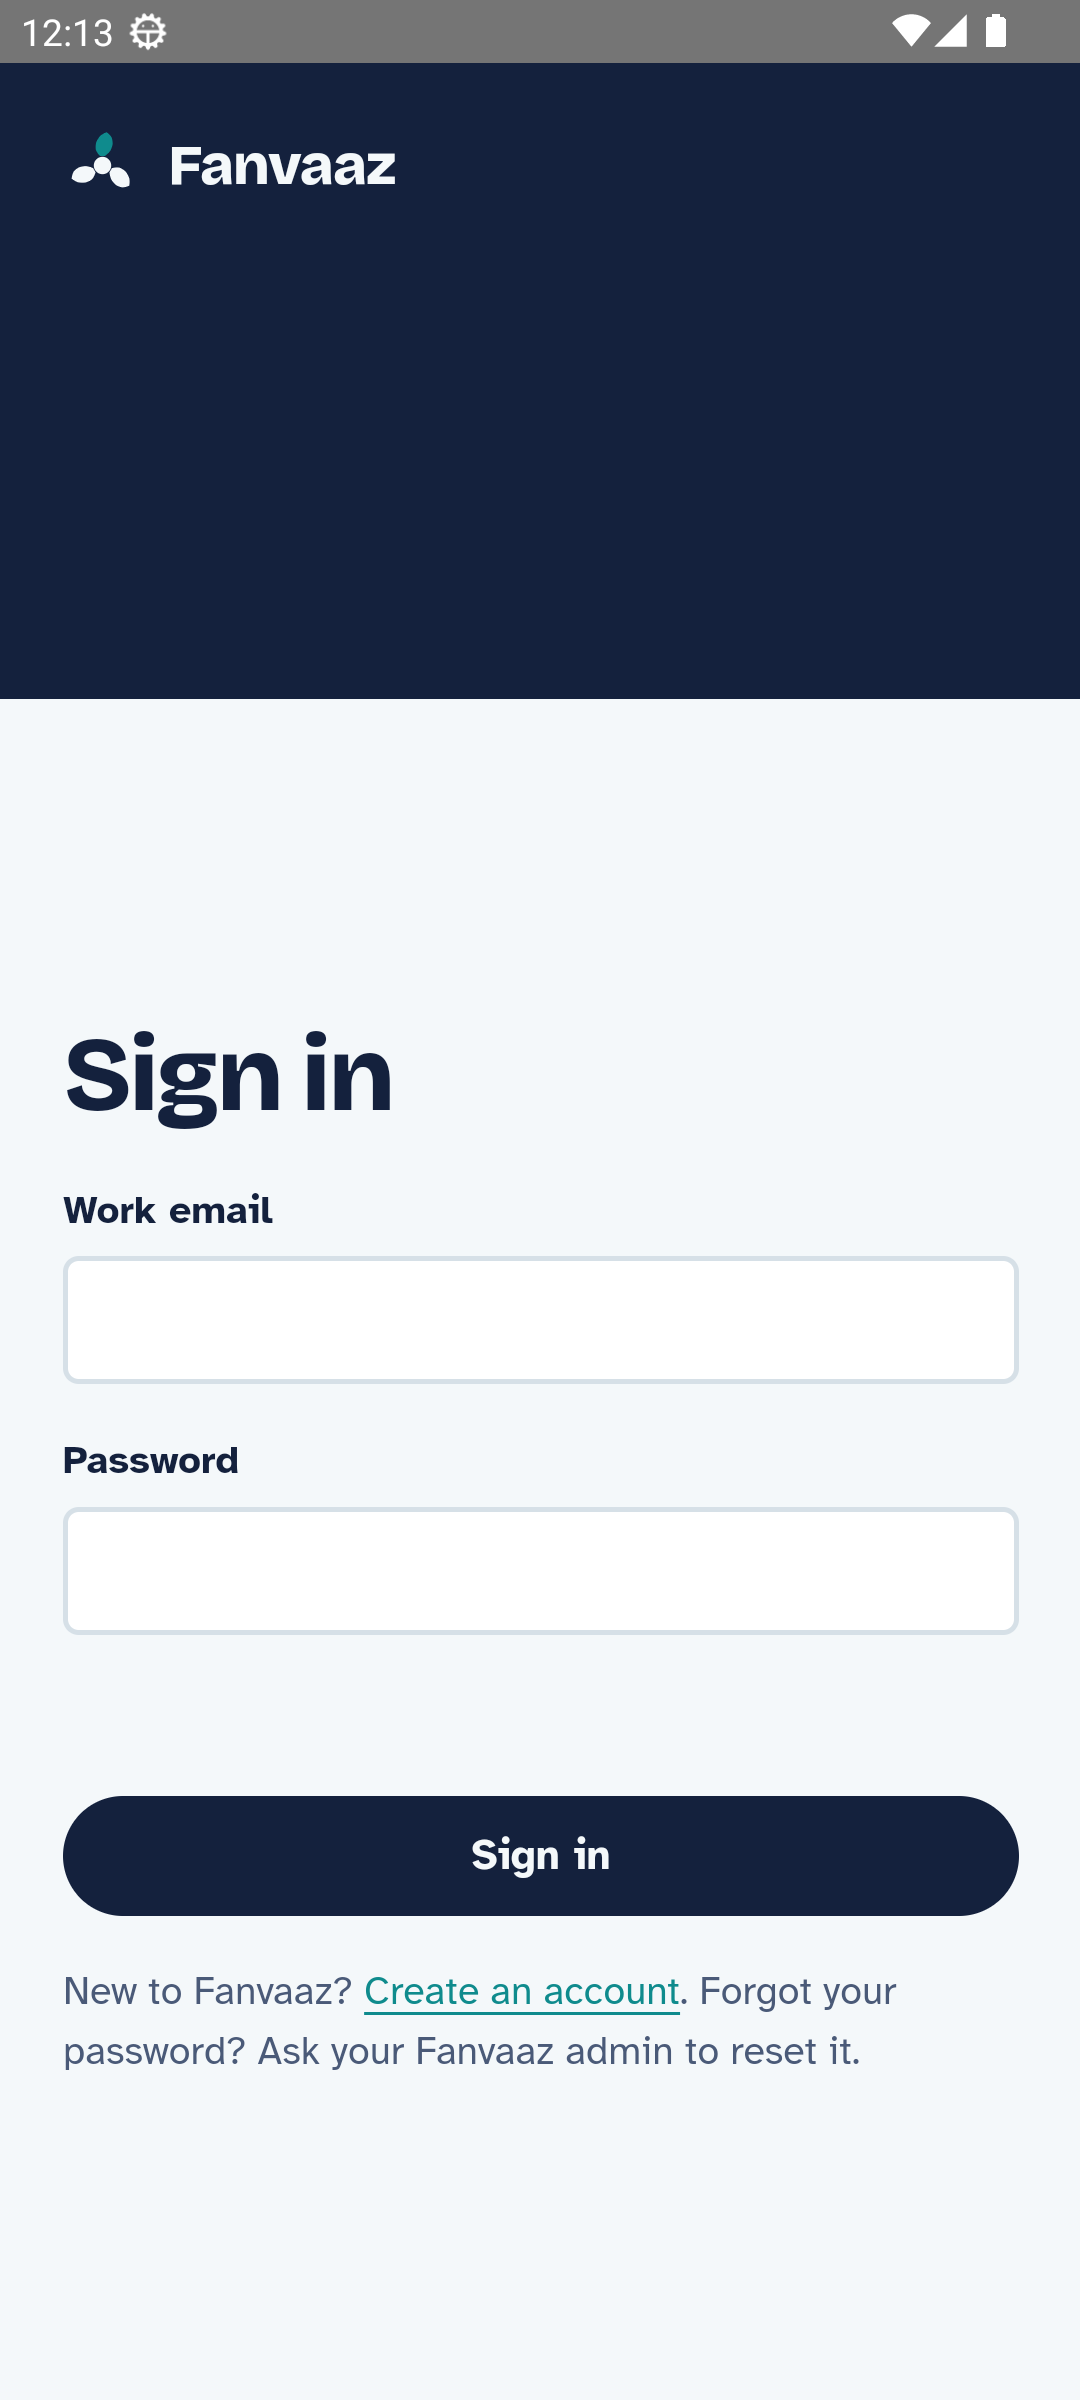 12:13
Fanvaaz
Sign in
Work email
Password
Sign in
New to Fanvaaz? Create an account. Forgot your
password? Ask your Fanvaaz admin to reset it.